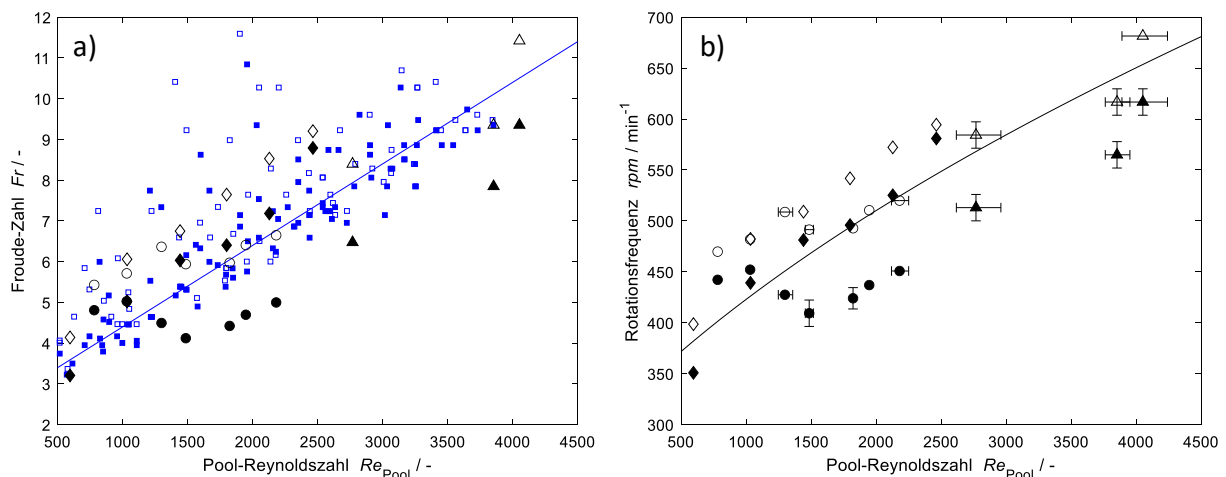 a)
Froude-Zahl Fr / -
12
11
10
9
8
7
6
5
4
3
2
500 1000 1500 2000 2500 3000 3500 4000 4500
Pool-Reynoldszahl Re_Pool / -
b)
Rotationsfrequenz rpm / min⁻¹
700
650
600
550
500
450
400
350
300
500 1000 1500 2000 2500 3000 3500 4000 4500
Pool-Reynoldszahl Re_Pool / -